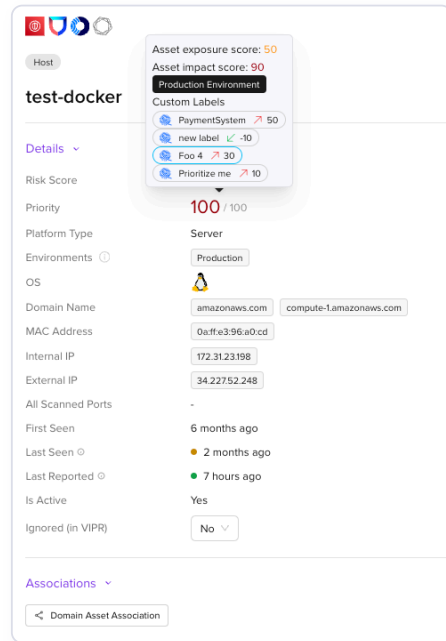 Host
Asset exposure score: 50
Asset impact score: 90
Production Environment
Custom Labels
PaymentSystem 50
new label -10
Foo 4 30
Prioritize me 10
test-docker
Details
Risk Score
Priority 100 / 100
Platform Type Server
Environments Production
OS
Domain Name amazonaws.com compute-1.amazonaws.com
MAC Address 0a:ff:e3:96:a0:cd
Internal IP 172.31.23.198
External IP 34.227.52.248
All Scanned Ports -
First Seen 6 months ago
Last Seen 2 months ago
Last Reported 7 hours ago
Is Active Yes
Ignored (in VIPR) No
Associations
Domain Asset Association